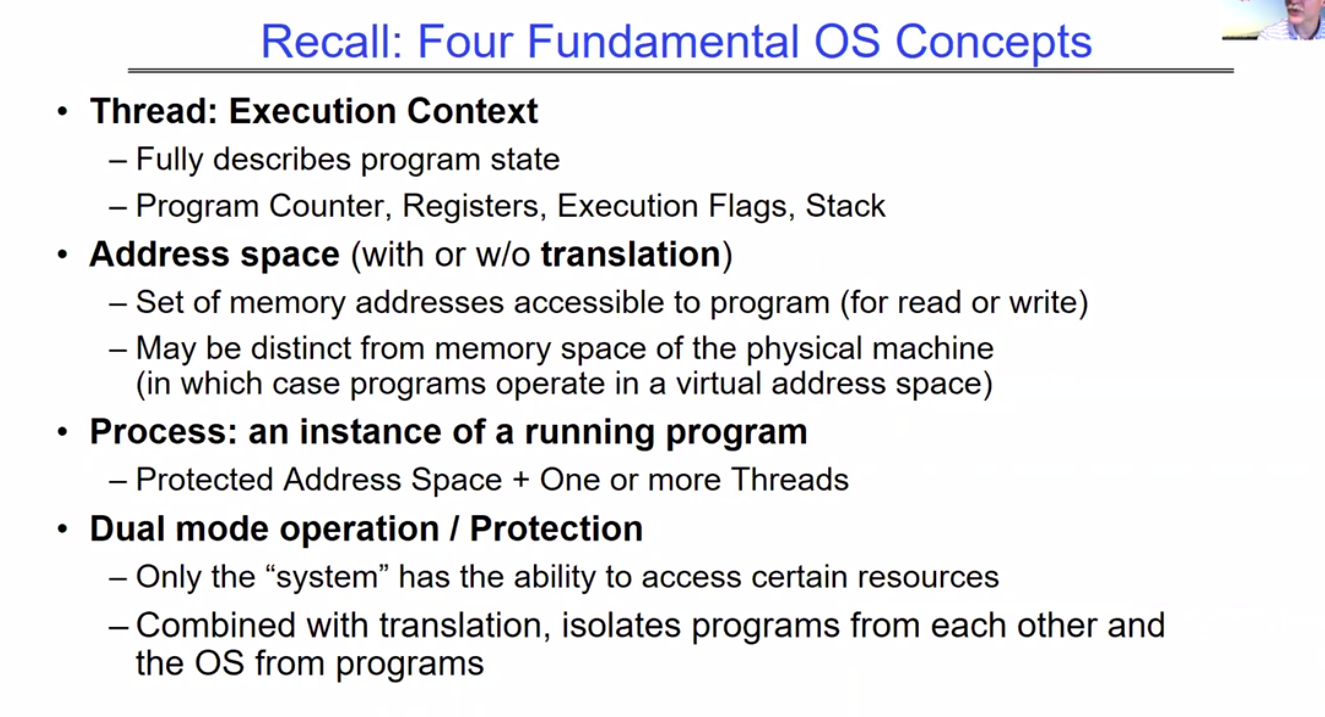 Recall: Four Fundamental OS Concepts
• Thread: Execution Context
– Fully describes program state
– Program Counter, Registers, Execution Flags, Stack
• Address space (with or w/o translation)
– Set of memory addresses accessible to program (for read or write)
– May be distinct from memory space of the physical machine
(in which case programs operate in a virtual address space)
• Process: an instance of a running program
– Protected Address Space + One or more Threads
• Dual mode operation / Protection
– Only the “system” has the ability to access certain resources
– Combined with translation, isolates programs from each other and
the OS from programs